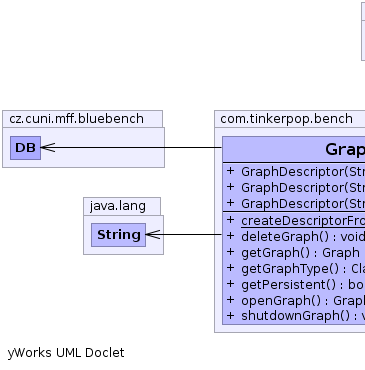 cz.cuni.mff.bluebench
DB
com.tinkerpop.bench
Grap
+ GraphDescriptor(Str
+ GraphDescriptor(Str
+ GraphDescriptor(Str
+ createDescriptorFro
+ deleteGraph() : void
+ getGraph() : Graph
+ getGraphType() : Cla
+ getPersistent() : bo
+ openGraph() : Graph
+ shutdownGraph() : v
java.lang
String
yWorks UML Doclet